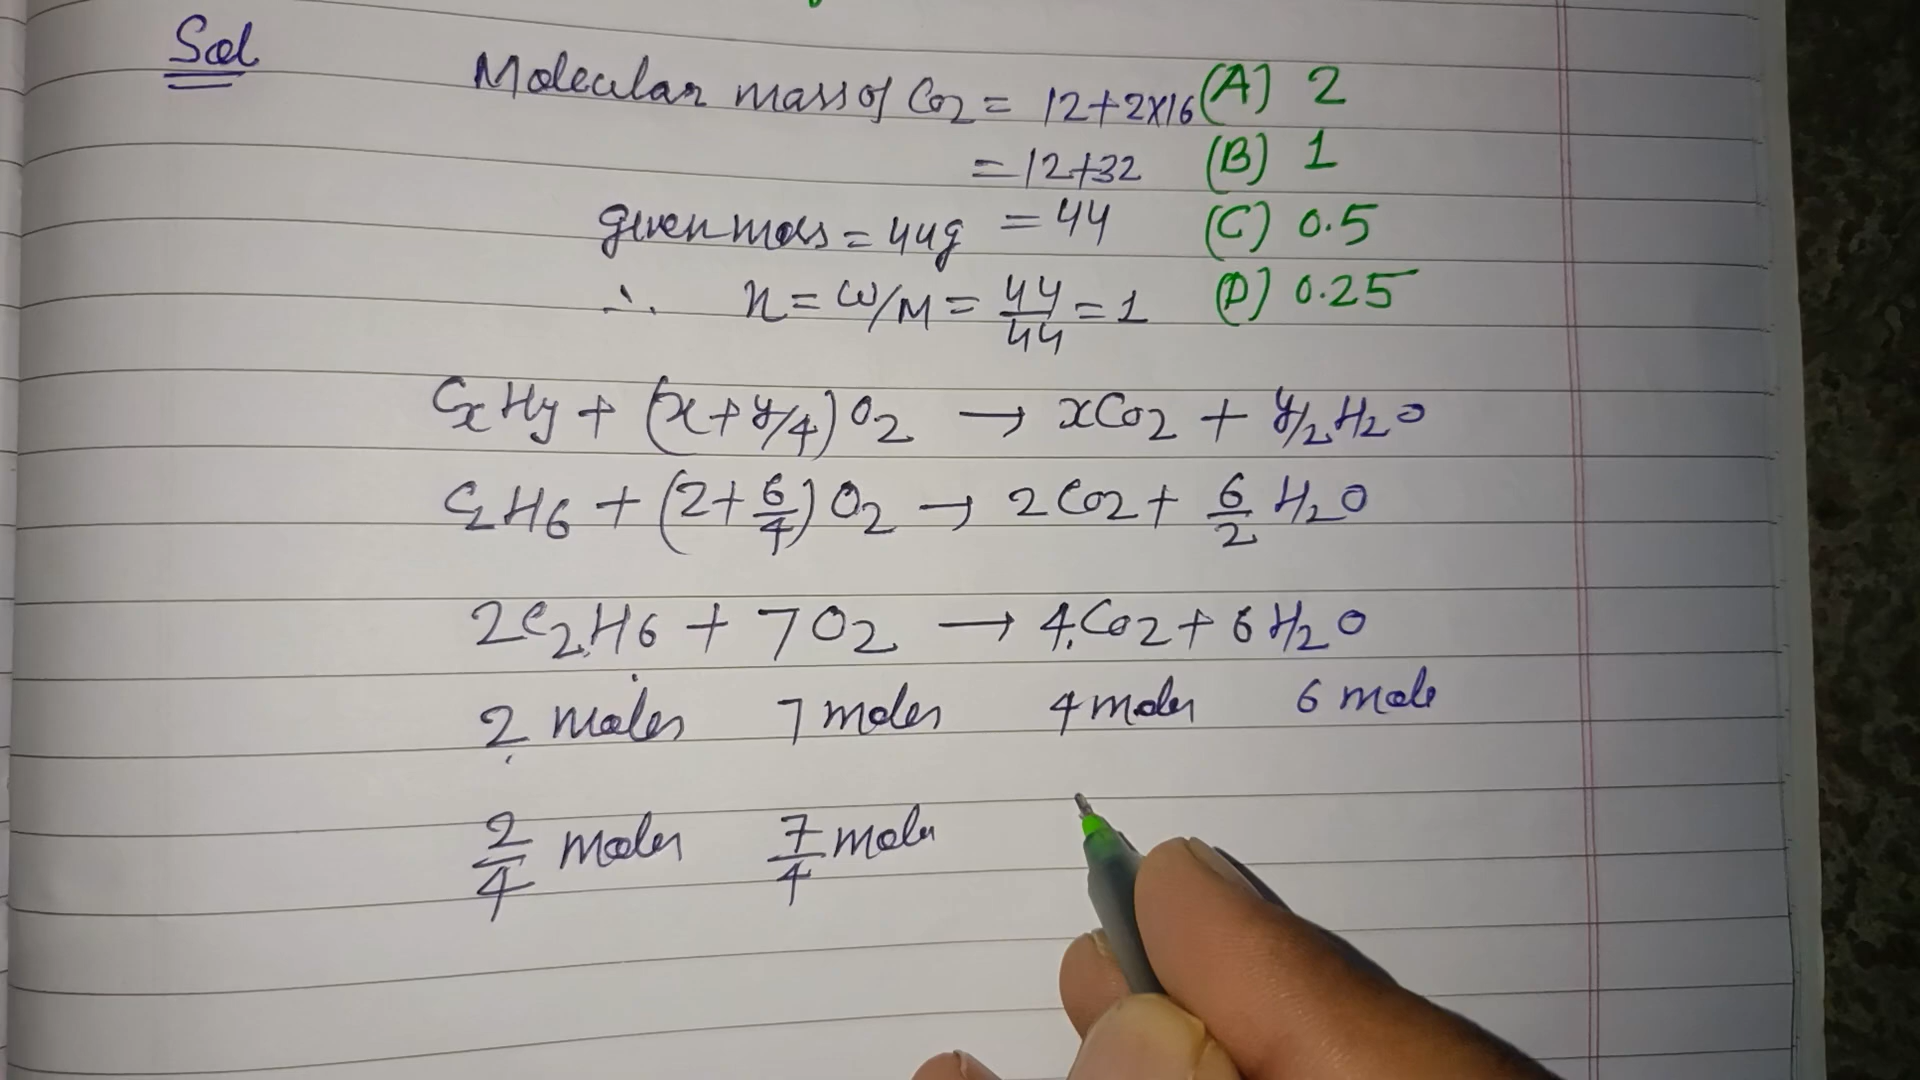 Sol
Molecular mass of CO2 = 12+2×16 (A) 2
= 12+32 (B) 1
given mass = 44g = 44 (C) 0.5
∴ n = W/M = 44/44 = 1 (D) 0.25
CxHy + (x+y/4)O2 → xCO2 + y/2 H2O
C2H6 + (2+6/4)O2 → 2CO2 + 6/2 H2O
2C2H6 + 7O2 → 4CO2 + 6H2O
2 moles 7 moles 4 moles 6 mole
2/4 moles 7/4 mole